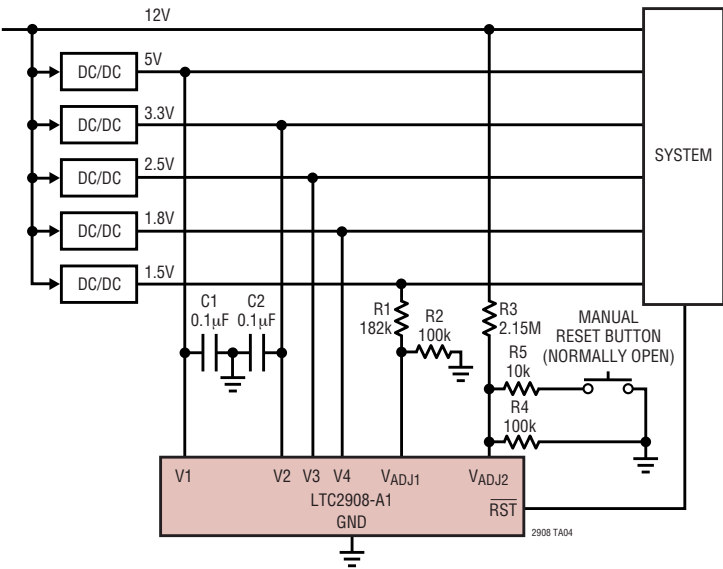 12V
DC/DC
5V
DC/DC
3.3V
DC/DC
2.5V
DC/DC
1.8V
DC/DC
1.5V
SYSTEM
C1
0.1μF
C2
0.1μF
R1
182k
R2
100k
R3
2.15M
R5
10k
MANUAL
RESET BUTTON
(NORMALLY OPEN)
R4
100k
V1
V2
V3
V4
VADJ1
VADJ2
LTC2908-A1
GND
RST
2908 TA04